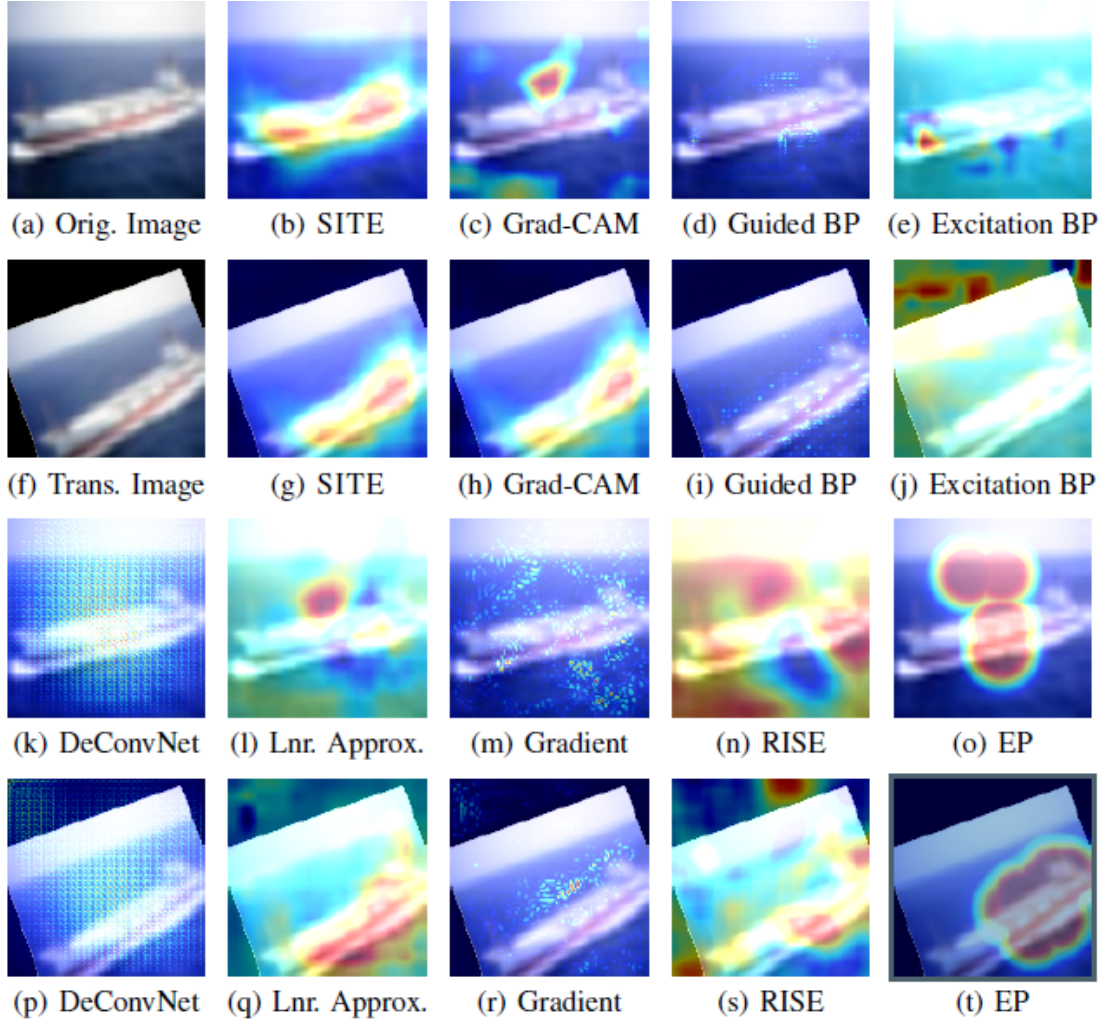 (a) Orig. Image (b) SITE (c) Grad-CAM (d) Guided BP (e) Excitation BP
(f) Trans. Image (g) SITE (h) Grad-CAM (i) Guided BP (j) Excitation BP
(k) DeConvNet (l) Lnr. Approx. (m) Gradient (n) RISE (o) EP
(p) DeConvNet (q) Lnr. Approx. (r) Gradient (s) RISE (t) EP